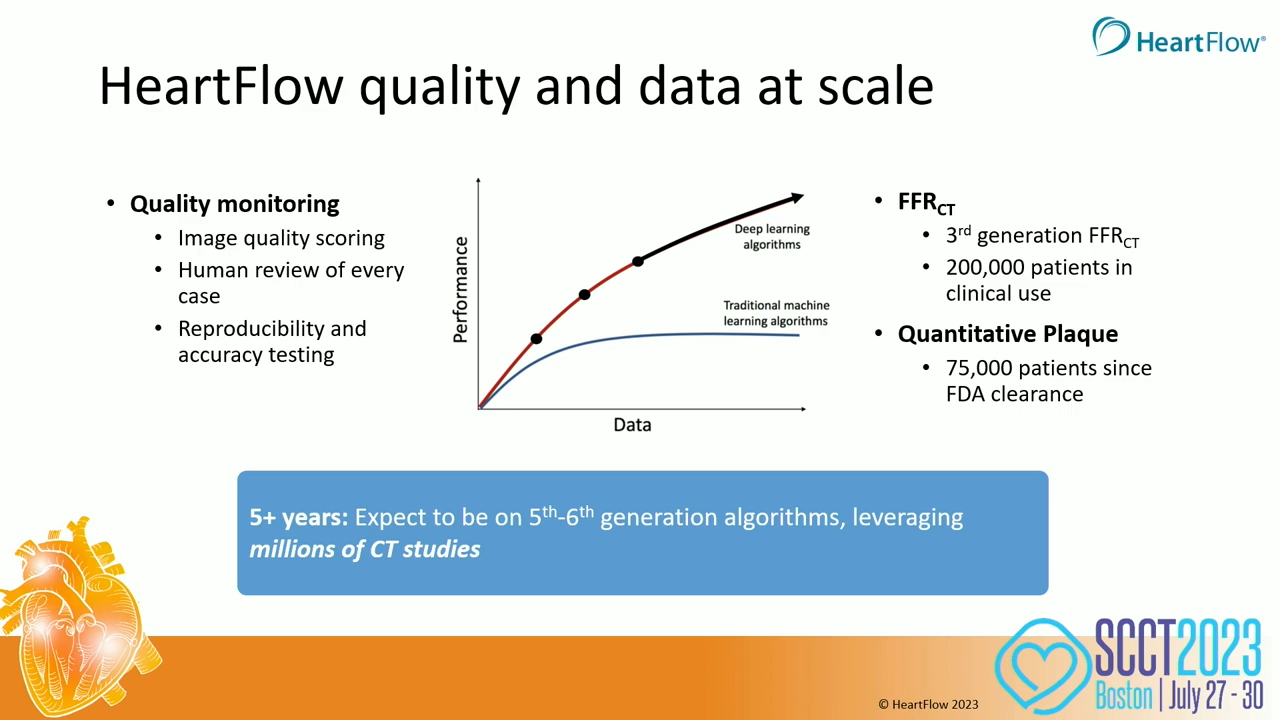 HeartFlow®
HeartFlow quality and data at scale
• Quality monitoring
• Image quality scoring
• Human review of every
case
• Reproducibility and
accuracy testing
Performance
Deep learning
algorithms
Traditional machine
learning algorithms
Data
• FFRCT
• 3rd generation FFRCT
• 200,000 patients in
clinical use
• Quantitative Plaque
• 75,000 patients since
FDA clearance
5+ years: Expect to be on 5th-6th generation algorithms, leveraging
millions of CT studies
© HeartFlow 2023
SCCT2023
Boston | July 27 - 30